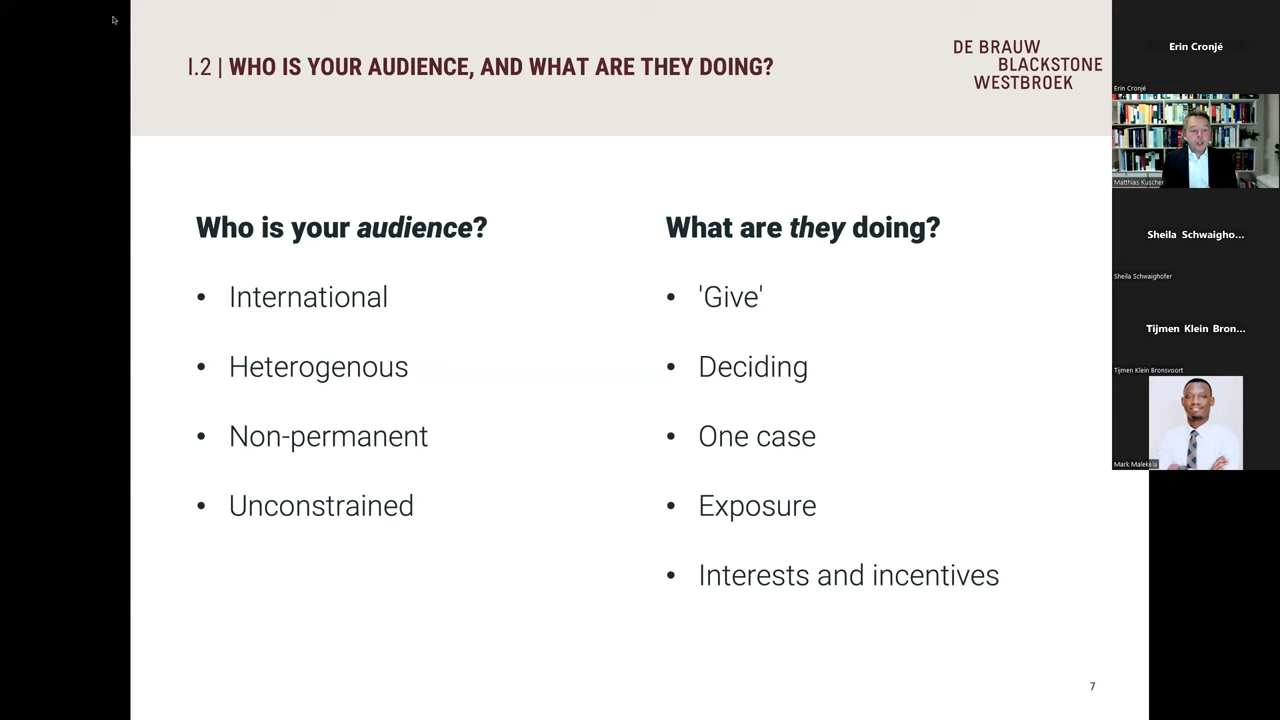 I.2 | WHO IS YOUR AUDIENCE, AND WHAT ARE THEY DOING?
DE BRAUW
BLACKSTONE
WESTBROEK
Who is your audience?
International
Heterogenous
Non-permanent
Unconstrained
What are they doing?
'Give'
Deciding
One case
Exposure
Interests and incentives
7
Erin Cronjé
Erin Cronjé
Matthias Kuscher
Sheila Schwaigho...
Sheila Schwaighofer
Tijmen Klein Bron...
Tijmen Klein Bronsvoort
Mark Malekela